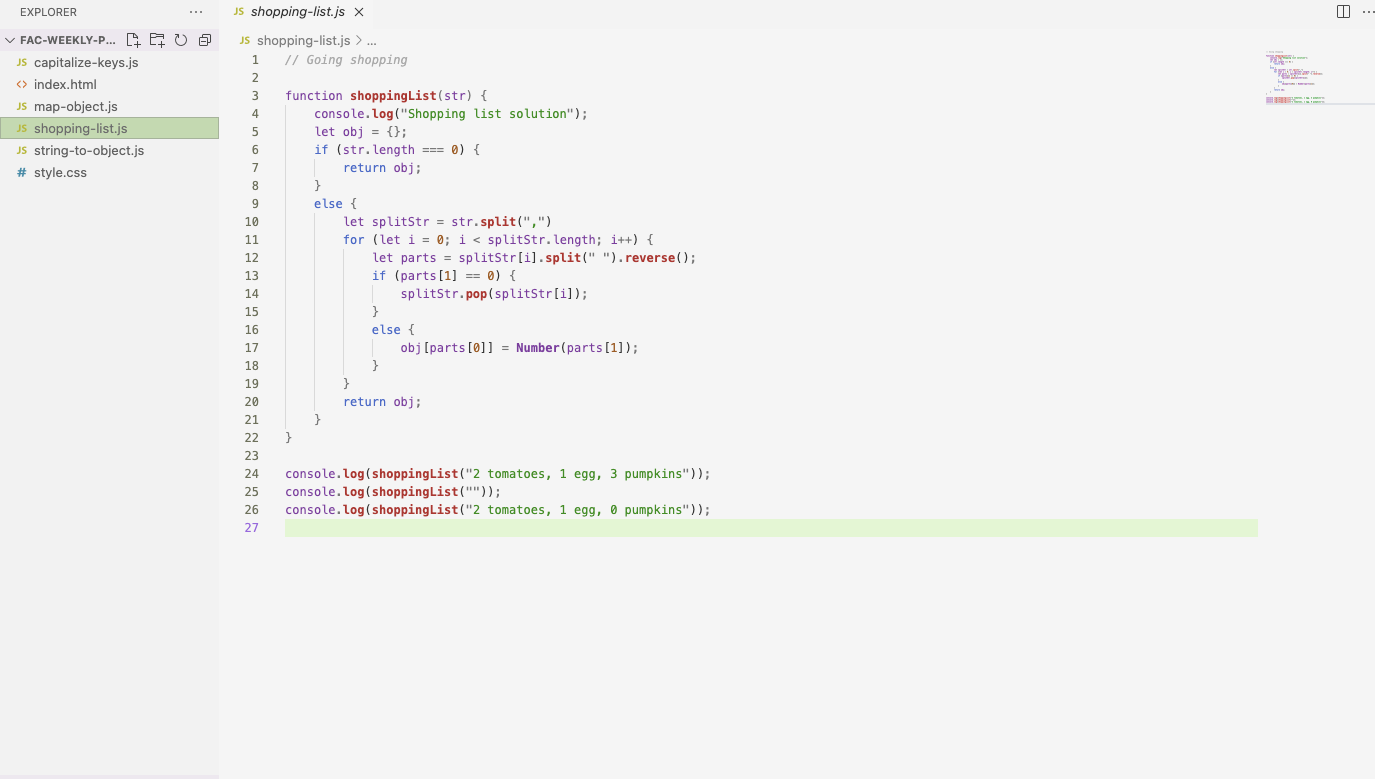 EXPLORER ···
FAC-WEEKLY-P...
JS capitalize-keys.js
<> index.html
JS map-object.js
JS shopping-list.js
JS string-to-object.js
# style.css
JS shopping-list.js ×
JS shopping-list.js > ...
1 // Going shopping
2
3 function shoppingList(str) {
4     console.log("Shopping list solution");
5     let obj = {};
6     if (str.length === 0) {
7         return obj;
8     }
9     else {
10         let splitStr = str.split(",")
11         for (let i = 0; i < splitStr.length; i++) {
12             let parts = splitStr[i].split(" ").reverse();
13             if (parts[1] == 0) {
14                 splitStr.pop(splitStr[i]);
15             }
16             else {
17                 obj[parts[0]] = Number(parts[1]);
18             }
19         }
20         return obj;
21     }
22 }
23
24 console.log(shoppingList("2 tomatoes, 1 egg, 3 pumpkins"));
25 console.log(shoppingList(""));
26 console.log(shoppingList("2 tomatoes, 1 egg, 0 pumpkins"));
27